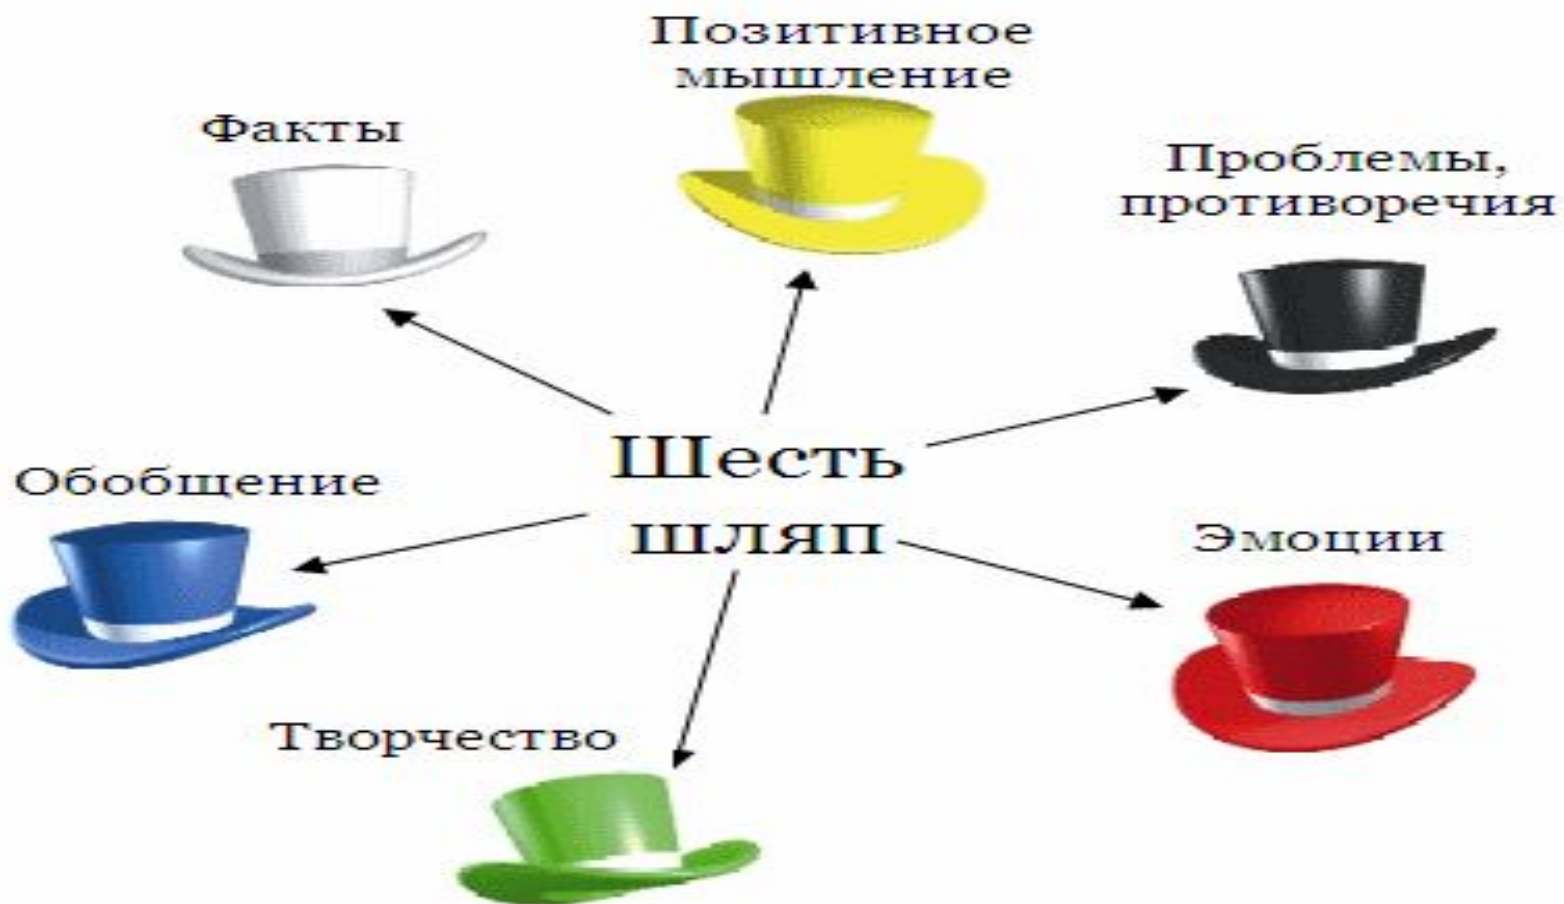 Позитивное
мышление
Факты
Проблемы,
противоречия
Шесть
шляп
Обобщение
Эмоции
Творчество